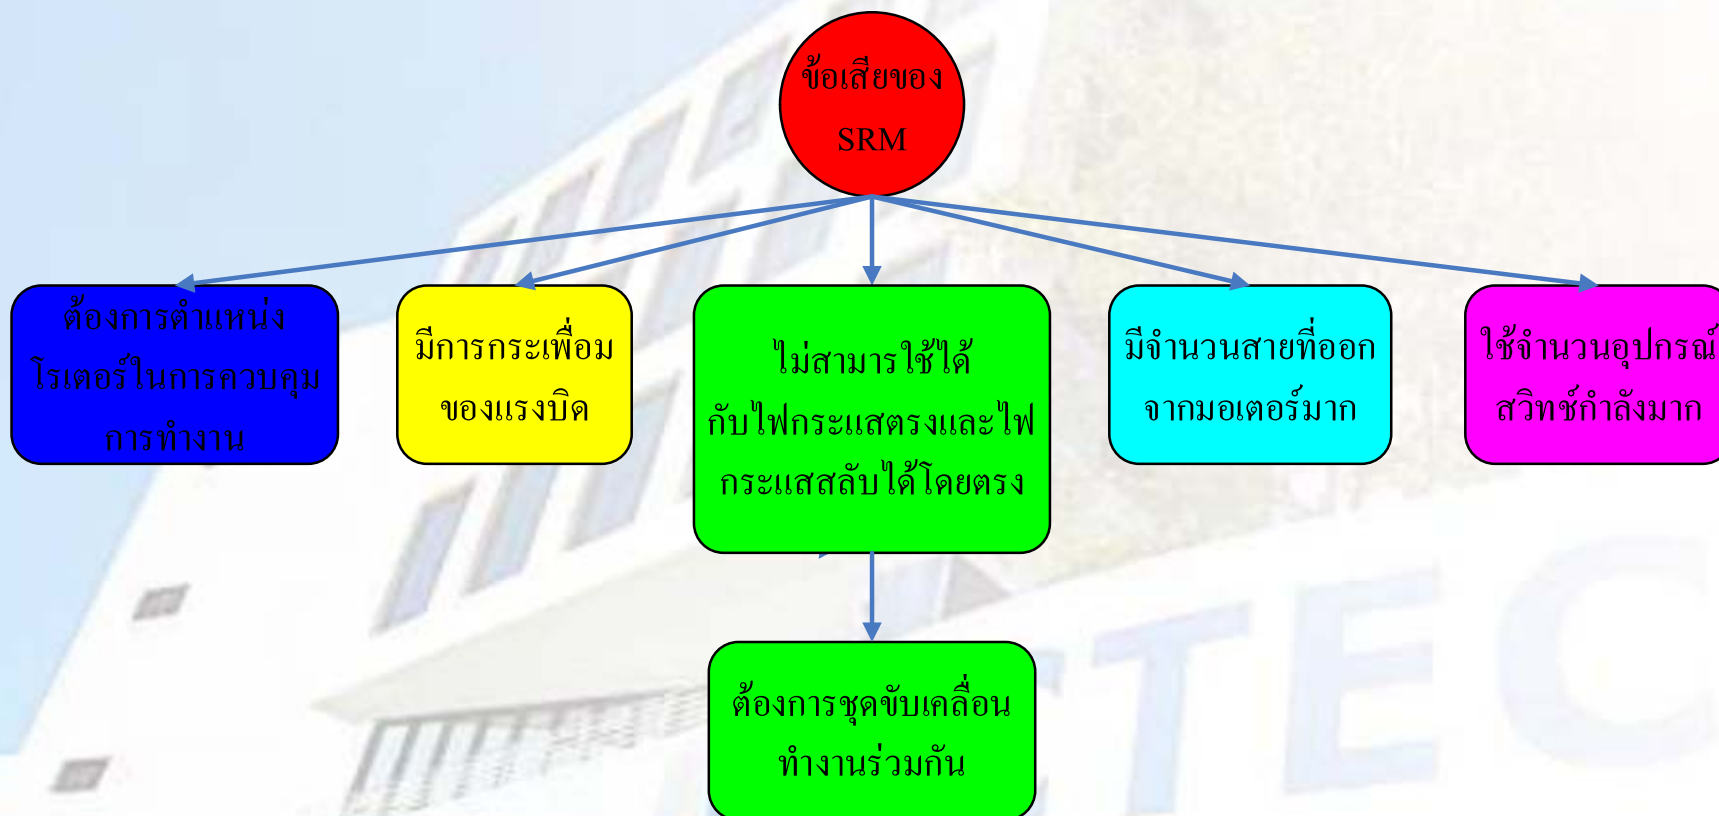 ข้อเสียของ
SRM
ต้องการตำแหน่ง
โรเตอร์ในการควบคุม
การทำงาน
มีการกระเพื่อม
ของแรงบิด
ไม่สามารใช้ได้
กับไฟกระแสตรงและไฟ
กระแสสลับได้โดยตรง
มีจำนวนสายที่ออก
จากมอเตอร์มาก
ใช้จำนวนอุปกรณ์
สวิทช์กำลังมาก
ต้องการชุดขับเคลื่อน
ทำงานร่วมกัน
CTEC